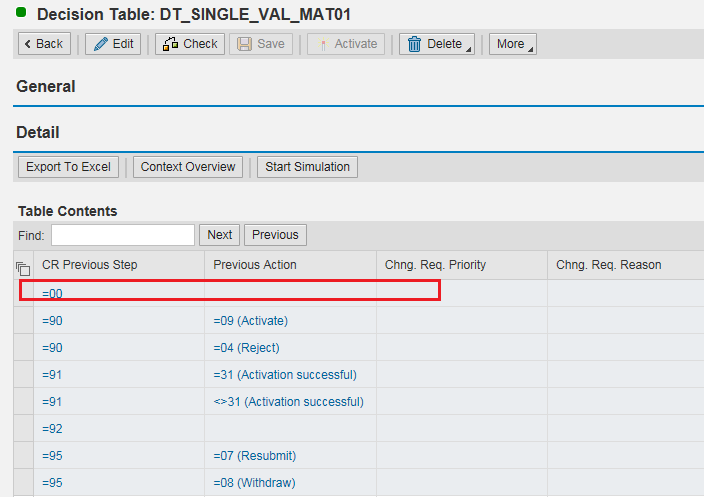 Decision Table: DT_SINGLE_VAL_MAT01
Back Edit Check Save Activate Delete More
General
Detail
Export To Excel Context Overview Start Simulation
Table Contents
Find: Next Previous
CR Previous Step Previous Action Chng. Req. Priority Chng. Req. Reason
=00
=90 =09 (Activate)
=90 =04 (Reject)
=91 =31 (Activation successful)
=91 <>31 (Activation successful)
=92
=95 =07 (Resubmit)
=95 =08 (Withdraw)